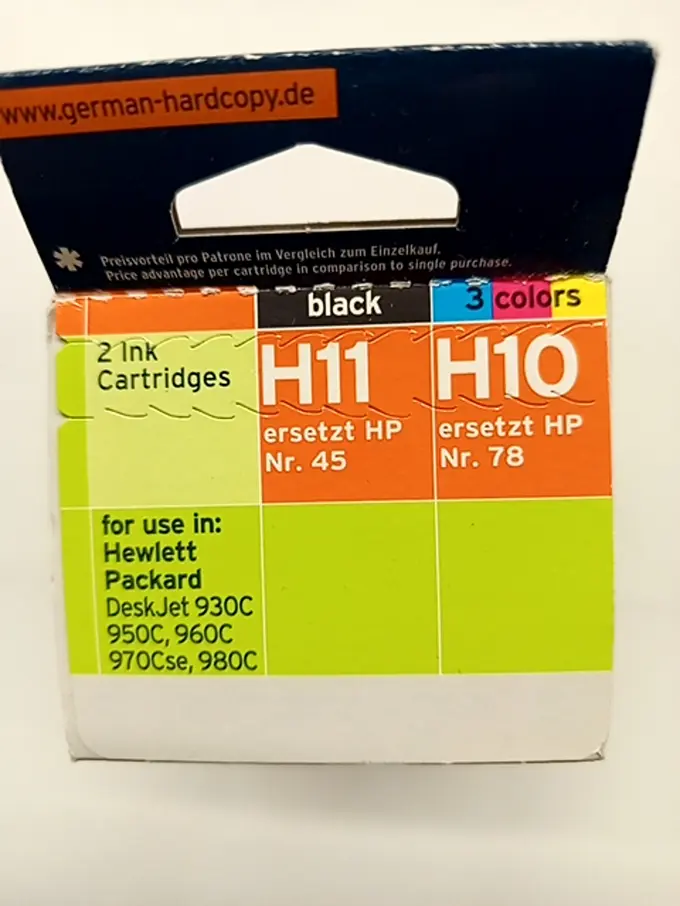 www.german-hardcopy.de
* Preisvorteil pro Patrone im Vergleich zum Einzelkauf.
Price advantage per cartridge in comparison to single purchase.
black
3 colors
2 Ink
Cartridges
H11
ersetzt HP
Nr. 45
H10
ersetzt HP
Nr. 78
for use in:
Hewlett
Packard
DeskJet 930C
950C, 960C
970Cse, 980C